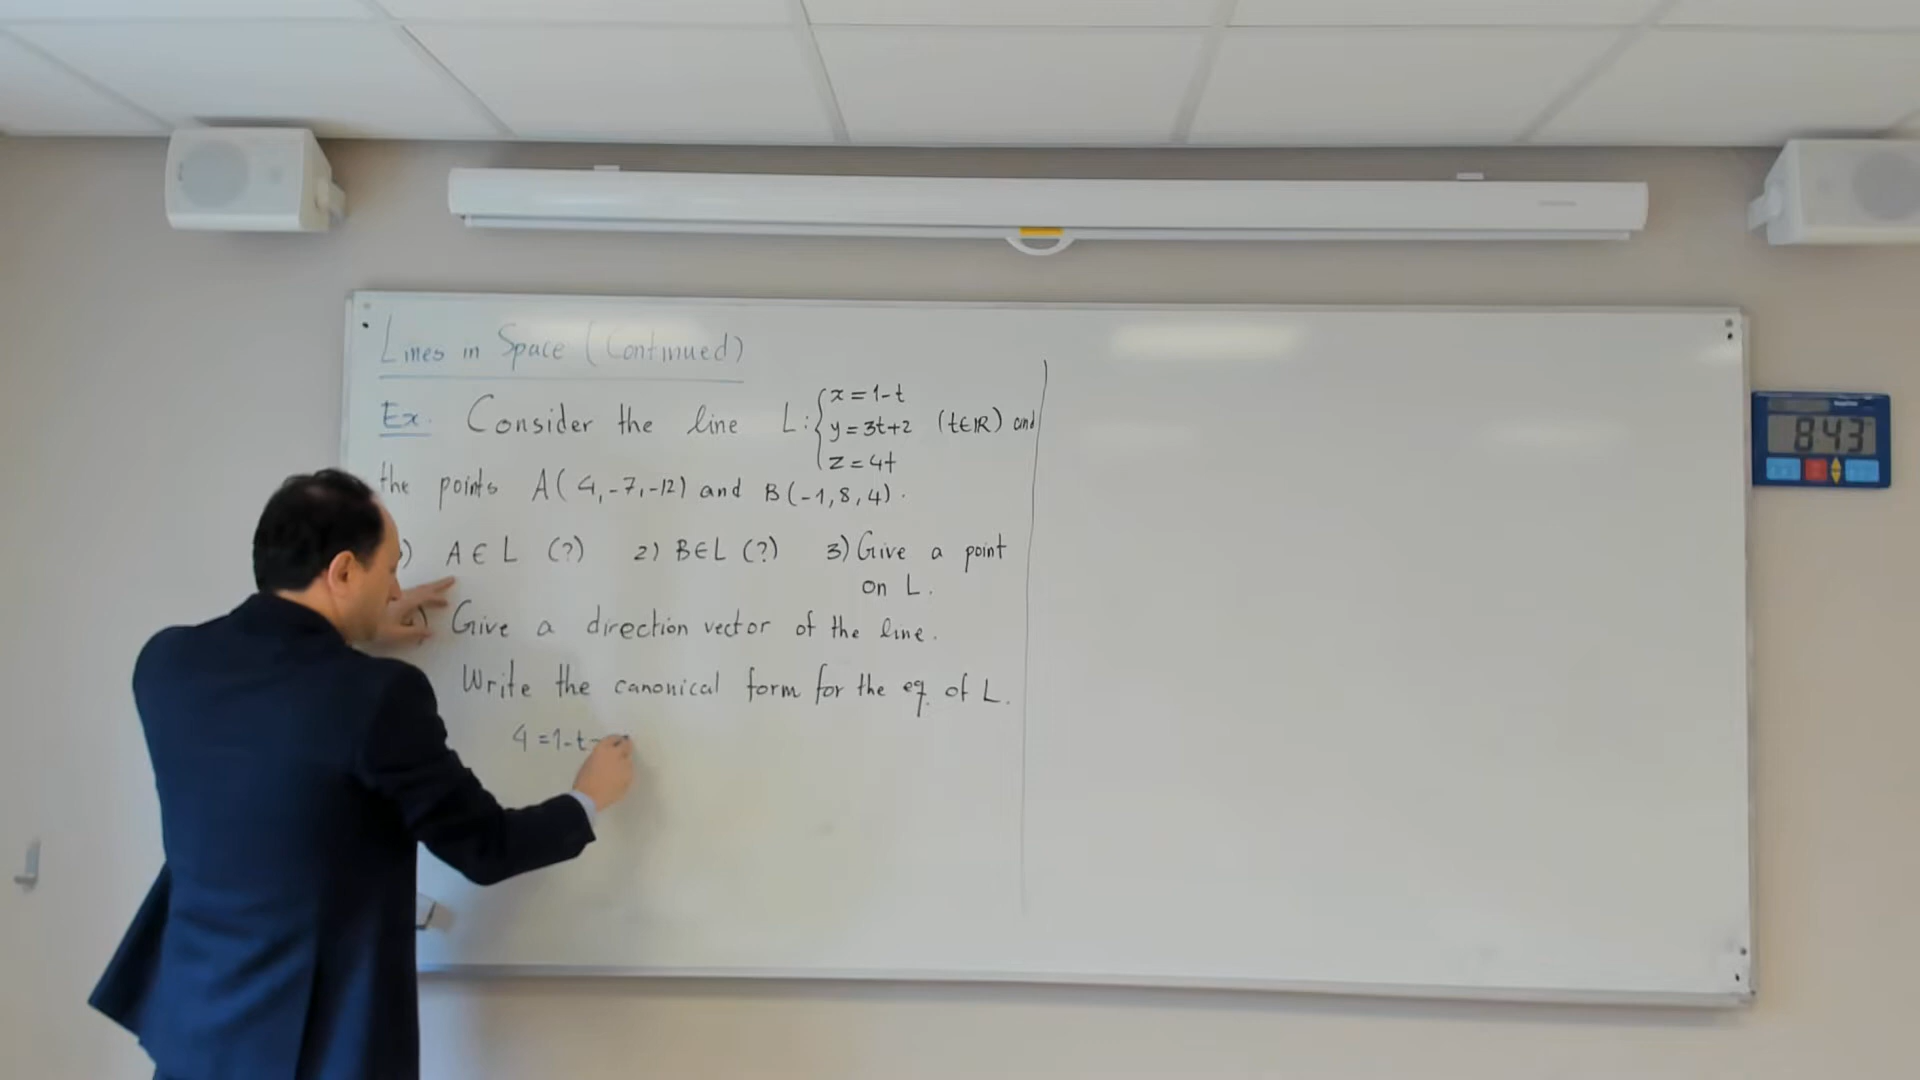 Lines in Space (Continued)
Ex. Consider the line L: { x = 1-t
y = 3t+2 (t∈ℝ) and
z = 4t
the points A(4,-7,-12) and B(-1,8,4).
) A ∈ L (?) 2) B∈L (?) 3) Give a point
on L.
4) Give a direction vector of the line.
Write the canonical form for the eq. of L.
4 = 1-t
8:43